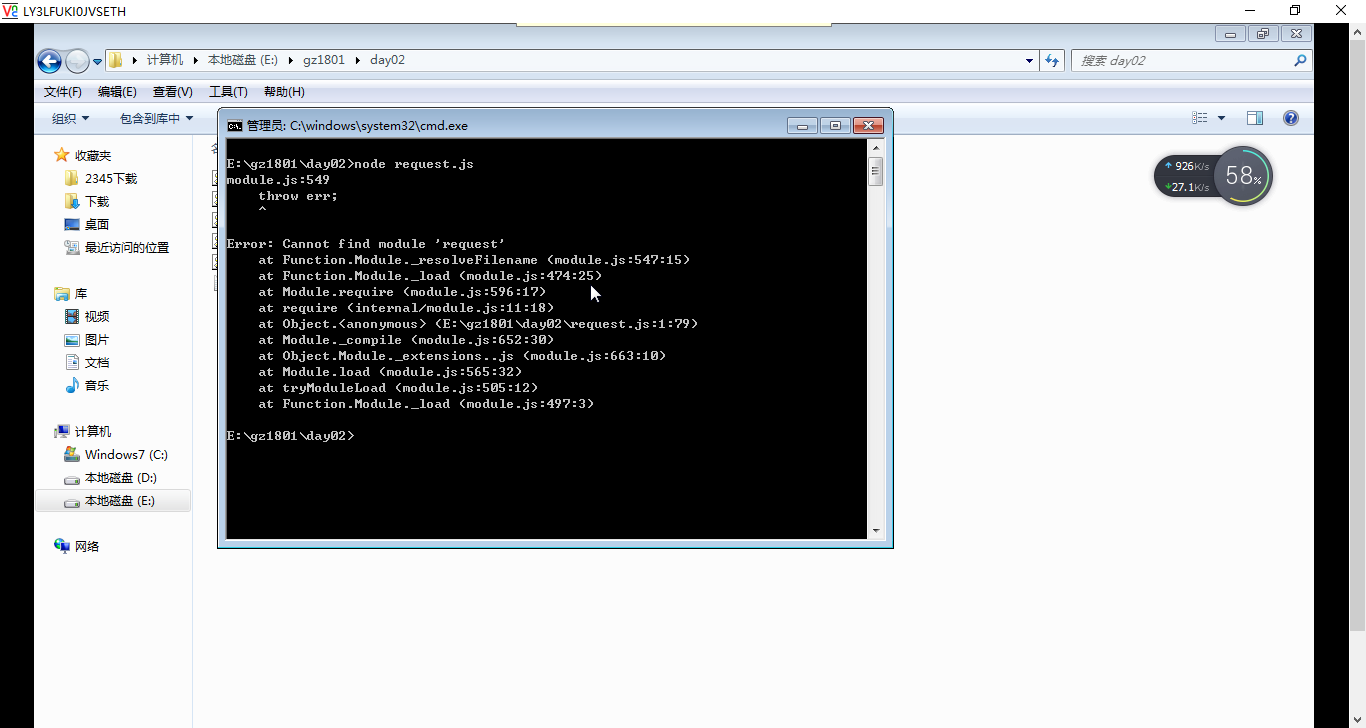 LY3LFUKI0JVSETH
计算机 本地磁盘 (E:) gz1801 day02
搜索 day02
文件(F) 编辑(E) 查看(V) 工具(T) 帮助(H)
组织 包含到库中
管理员: C:\windows\system32\cmd.exe
E:\gz1801\day02>node request.js
module.js:549
    throw err;
    ^
Error: Cannot find module 'request'
    at Function.Module._resolveFilename (module.js:547:15)
    at Function.Module._load (module.js:474:25)
    at Module.require (module.js:596:17)
    at require (internal/module.js:11:18)
    at Object.<anonymous> (E:\gz1801\day02\request.js:1:79)
    at Module._compile (module.js:652:30)
    at Object.Module._extensions..js (module.js:663:10)
    at Module.load (module.js:565:32)
    at tryModuleLoad (module.js:505:12)
    at Function.Module._load (module.js:497:3)
E:\gz1801\day02>
收藏夹
2345下载
下载
桌面
最近访问的位置
库
视频
图片
文档
音乐
计算机
Windows7 (C:)
本地磁盘 (D:)
本地磁盘 (E:)
网络
926K/s
27.1K/s
58%